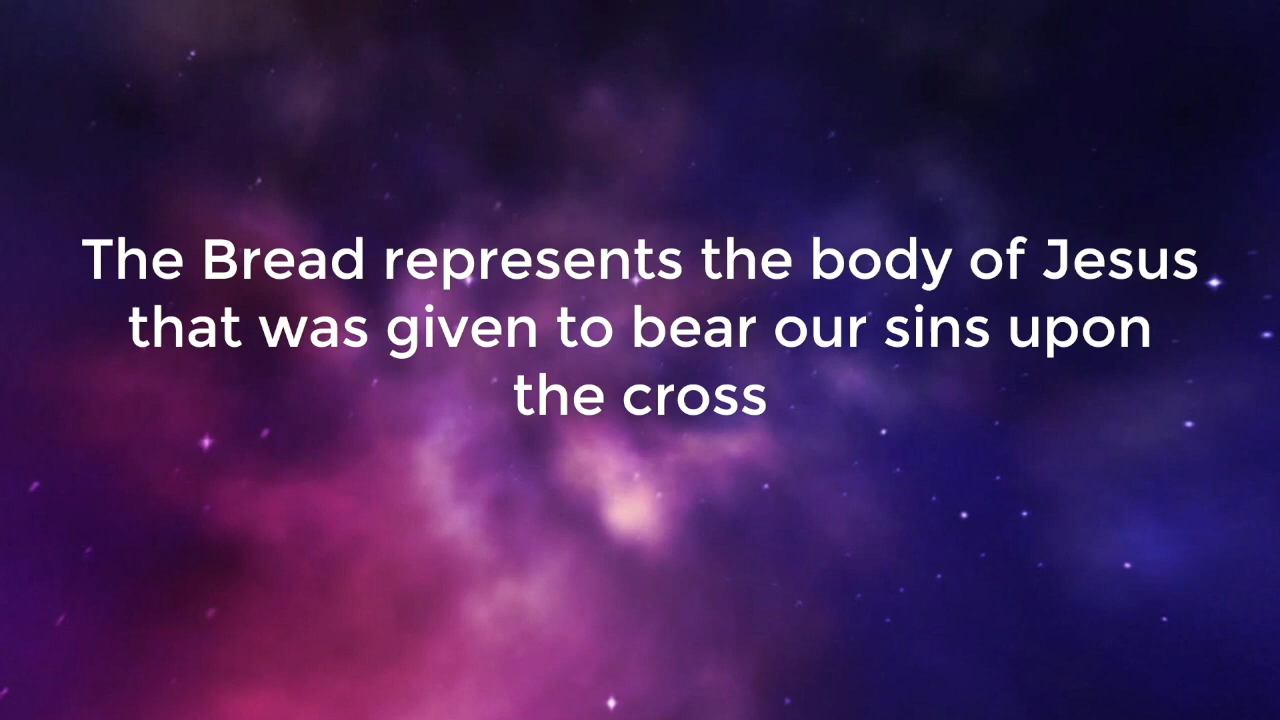 The Bread represents the body of Jesus
that was given to bear our sins upon
the cross